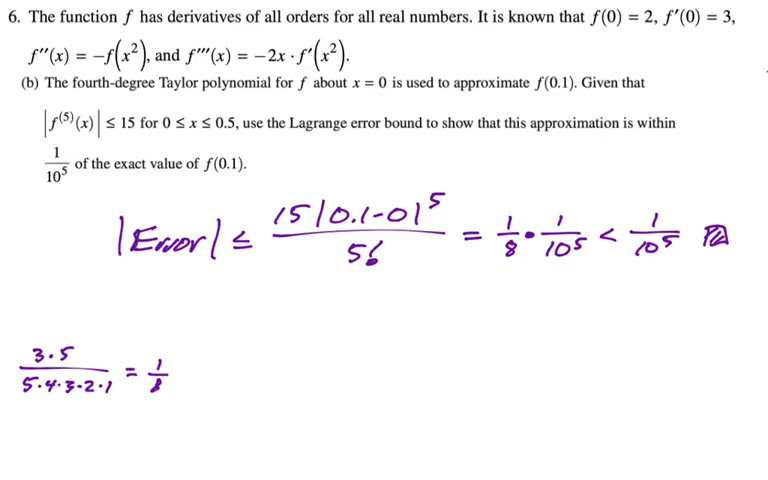 6. The function f has derivatives of all orders for all real numbers. It is known that f(0) = 2, f′(0) = 3,
f″(x) = −f(x²), and f‴(x) = −2x · f′(x²).
(b) The fourth-degree Taylor polynomial for f about x = 0 is used to approximate f(0.1). Given that
|f⁽⁵⁾(x)| ≤ 15 for 0 ≤ x ≤ 0.5, use the Lagrange error bound to show that this approximation is within
1/10⁵ of the exact value of f(0.1).
|Error| ≤ 15|0.1-0|⁵/5! = 1/8 · 1/10⁵ < 1/10⁵
3·5/5·4·3·2·1 = 1/8